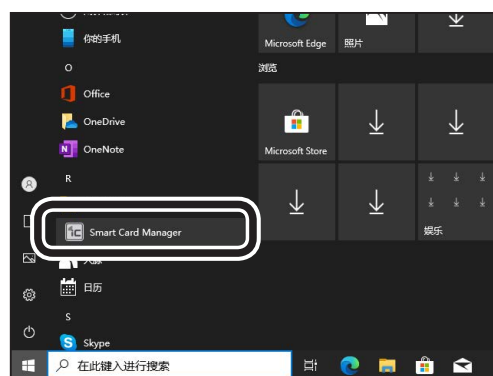 你的手机
Microsoft Edge
照片
O
浏览
Office
OneDrive
OneNote
Microsoft Store
R
Smart Card Manager
娱乐
日历
S
Skype
在此键入进行搜索